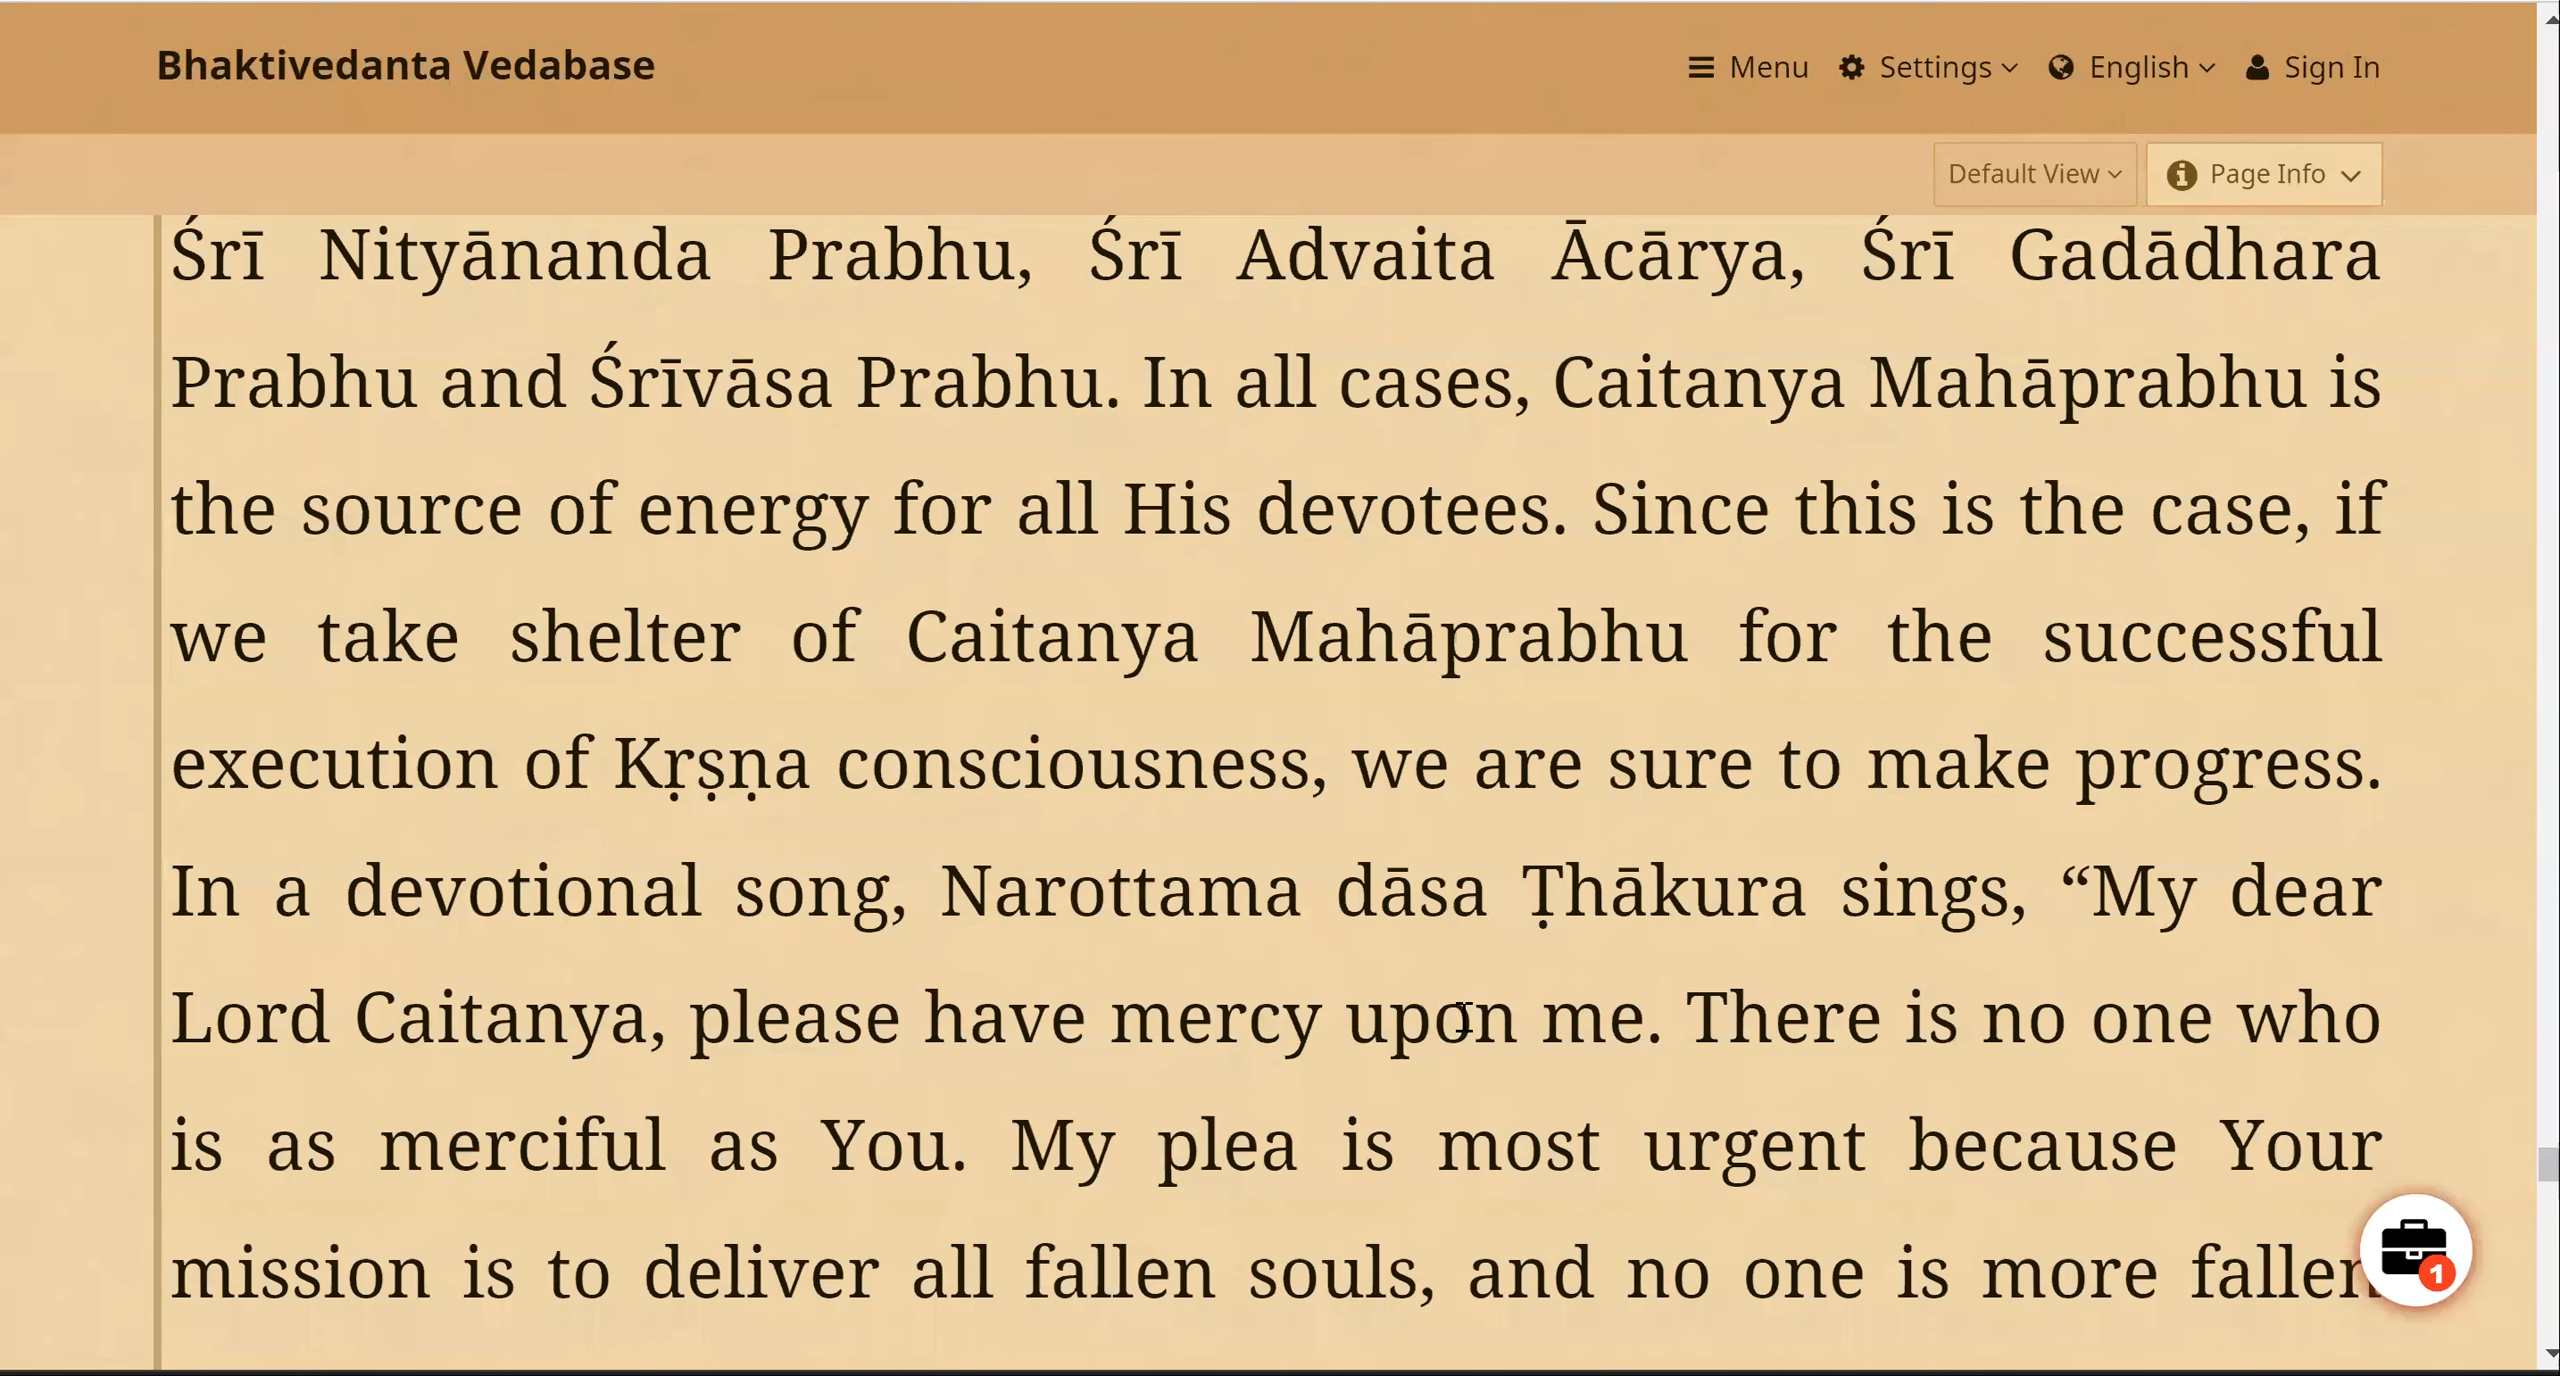 Bhaktivedanta Vedabase
Menu Settings English Sign In
Default View Page Info
Śrī Nityānanda Prabhu, Śrī Advaita Ācārya, Śrī Gadādhara
Prabhu and Śrīvāsa Prabhu. In all cases, Caitanya Mahāprabhu is
the source of energy for all His devotees. Since this is the case, if
we take shelter of Caitanya Mahāprabhu for the successful
execution of Kṛṣṇa consciousness, we are sure to make progress.
In a devotional song, Narottama dāsa Ṭhākura sings, “My dear
Lord Caitanya, please have mercy upon me. There is no one who
is as merciful as You. My plea is most urgent because Your
mission is to deliver all fallen souls, and no one is more fallen
1